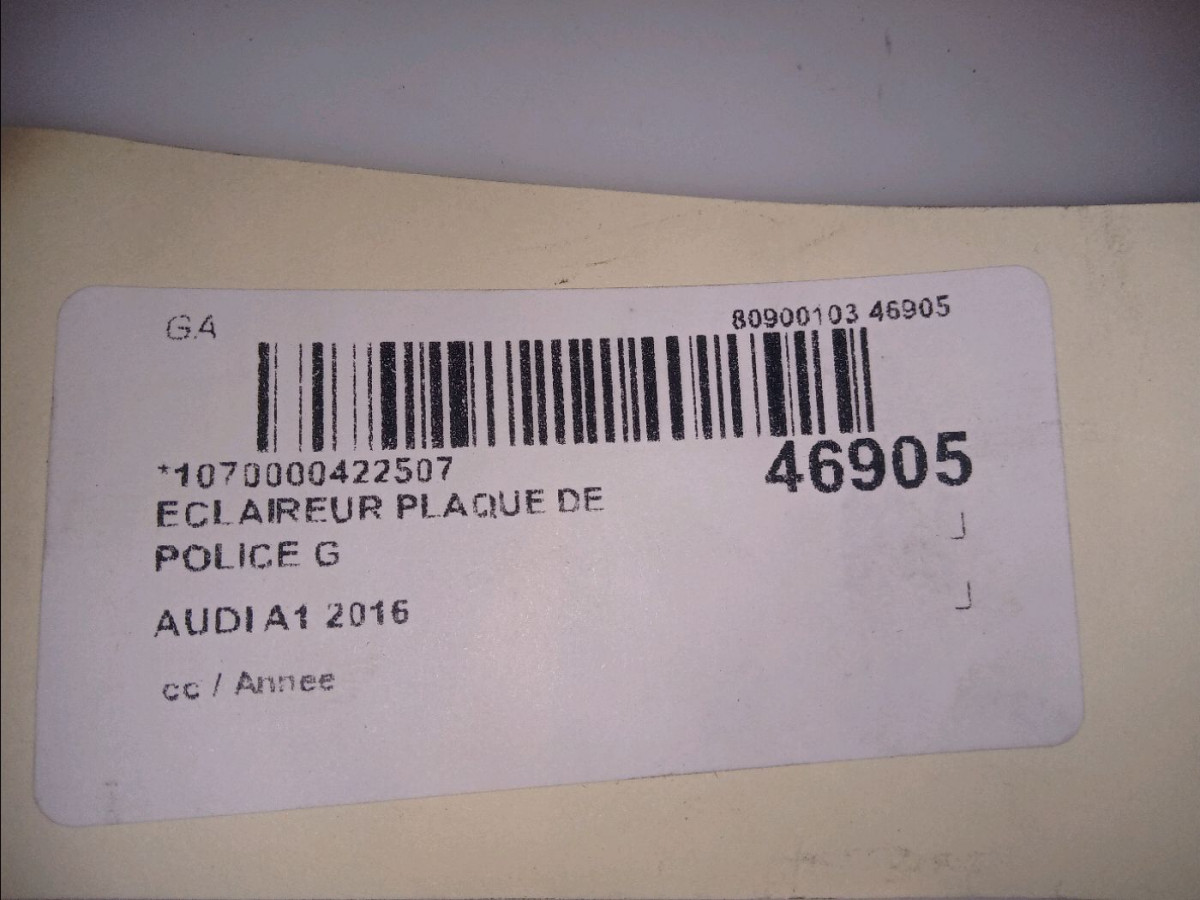 G.4
80900103 46905
*1070000422507
46905
ECLAIREUR PLAQUE DE
POLICE G
AUDI A1 2016
cc / Annee